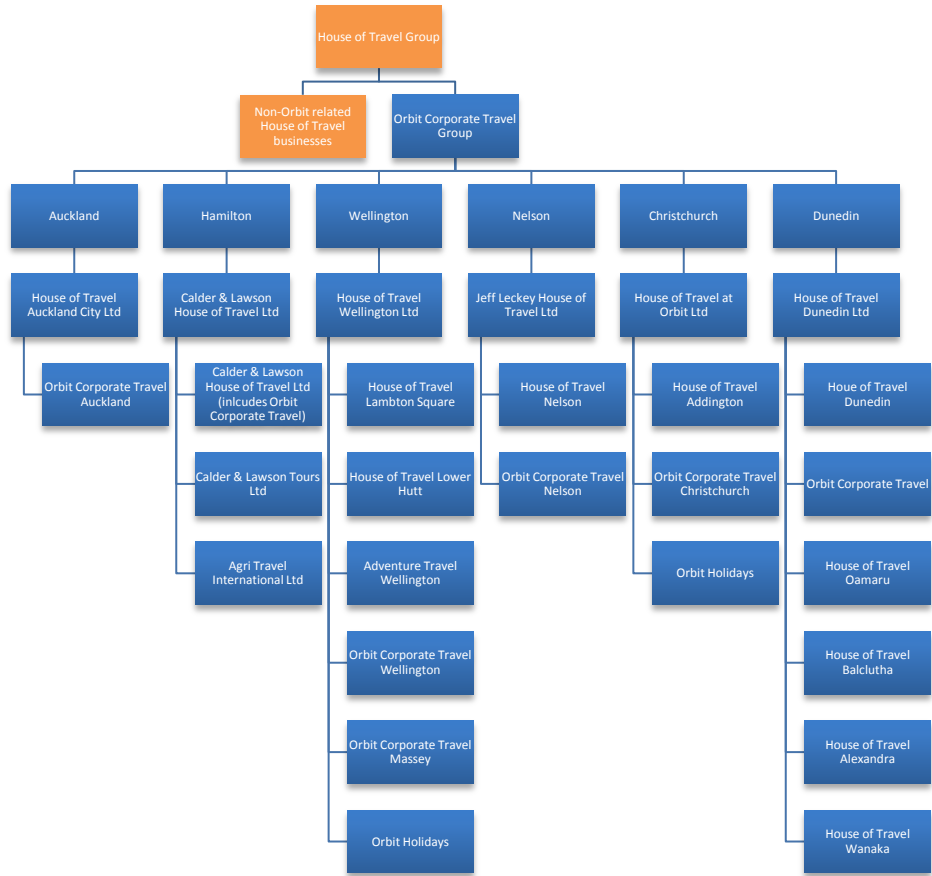 House of Travel Group
Non-Orbit related
House of Travel
businesses
Orbit Corporate Travel
Group
Auckland
Hamilton
Wellington
Nelson
Christchurch
Dunedin
House of Travel
Auckland City Ltd
Calder & Lawson
House of Travel Ltd
House of Travel
Wellington Ltd
Jeff Leckey House of
Travel Ltd
House of Travel at
Orbit Ltd
House of Travel
Dunedin Ltd
Orbit Corporate Travel
Auckland
Calder & Lawson
House of Travel Ltd
(inlcudes Orbit
Corporate Travel)
House of Travel
Lambton Square
House of Travel
Nelson
House of Travel
Addington
Houe of Travel
Dunedin
Calder & Lawson Tours
Ltd
House of Travel Lower
Hutt
Orbit Corporate Travel
Nelson
Orbit Corporate Travel
Christchurch
Orbit Corporate Travel
Agri Travel
International Ltd
Adventure Travel
Wellington
Orbit Holidays
House of Travel
Oamaru
Orbit Corporate Travel
Wellington
House of Travel
Balclutha
Orbit Corporate Travel
Massey
House of Travel
Alexandra
Orbit Holidays
House of Travel
Wanaka